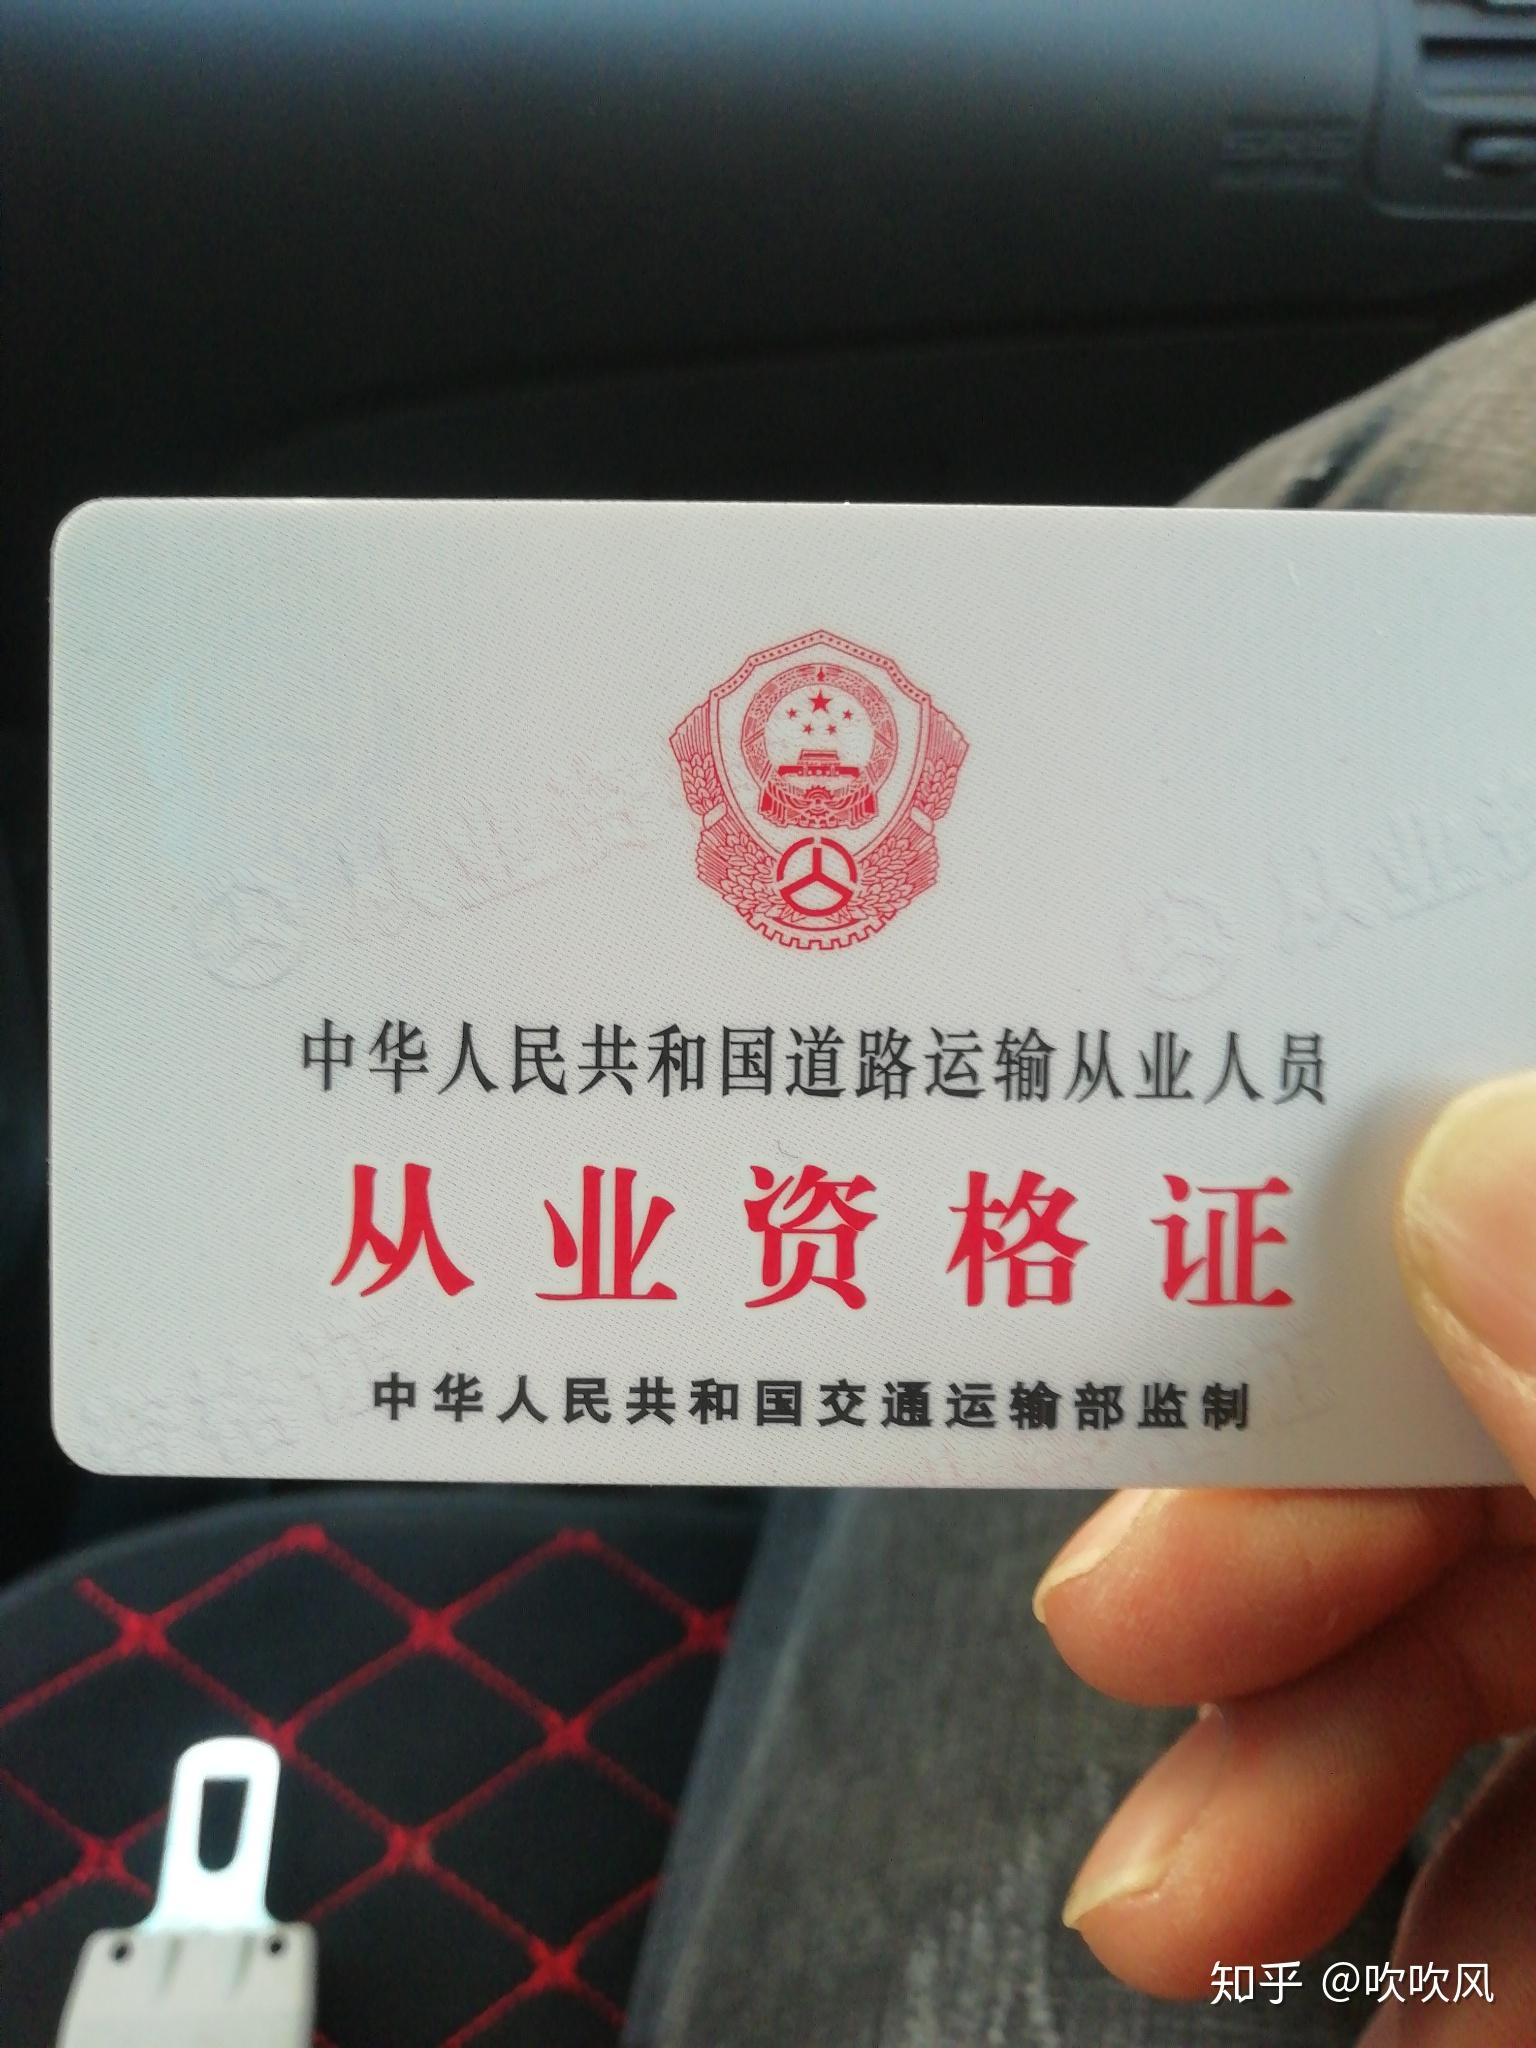 中华人民共和国道路运输从业人员
从业资格证
中华人民共和国交通运输部监制
知乎 @吹吹风